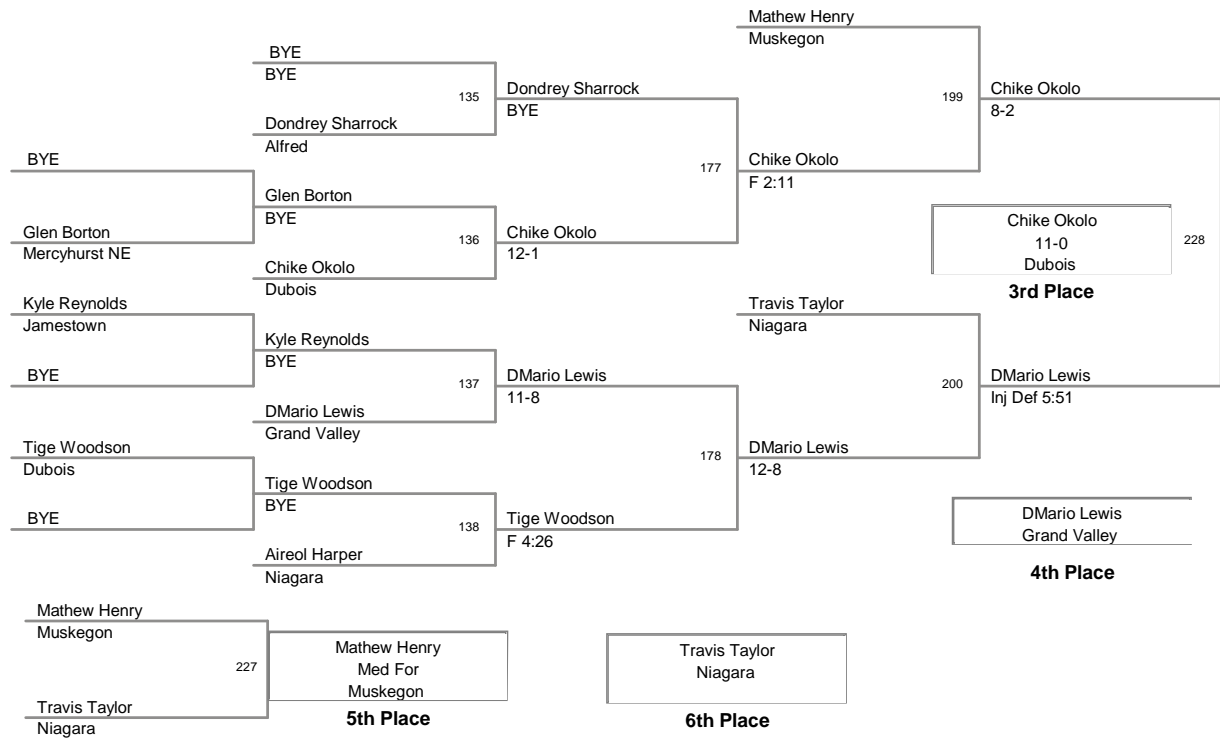 Mathew Henry
Muskegon
BYE
BYE
135
Dondrey Sharrock
BYE
199
Chike Okolo
8-2
Dondrey Sharrock
Alfred
BYE
177
Chike Okolo
F 2:11
Glen Borton
BYE
Glen Borton
Mercyhurst NE
136
Chike Okolo
12-1
Chike Okolo
11-0
Dubois
228
3rd Place
Chike Okolo
Dubois
Kyle Reynolds
Jamestown
Travis Taylor
Niagara
Kyle Reynolds
BYE
BYE
137
DMario Lewis
11-8
200
DMario Lewis
Inj Def 5:51
DMario Lewis
Grand Valley
Tige Woodson
Dubois
178
DMario Lewis
12-8
Tige Woodson
BYE
BYE
138
Tige Woodson
F 4:26
DMario Lewis
Grand Valley
4th Place
Aireol Harper
Niagara
Mathew Henry
Muskegon
227
Mathew Henry
Med For
Muskegon
5th Place
Travis Taylor
Niagara
6th Place
Travis Taylor
Niagara